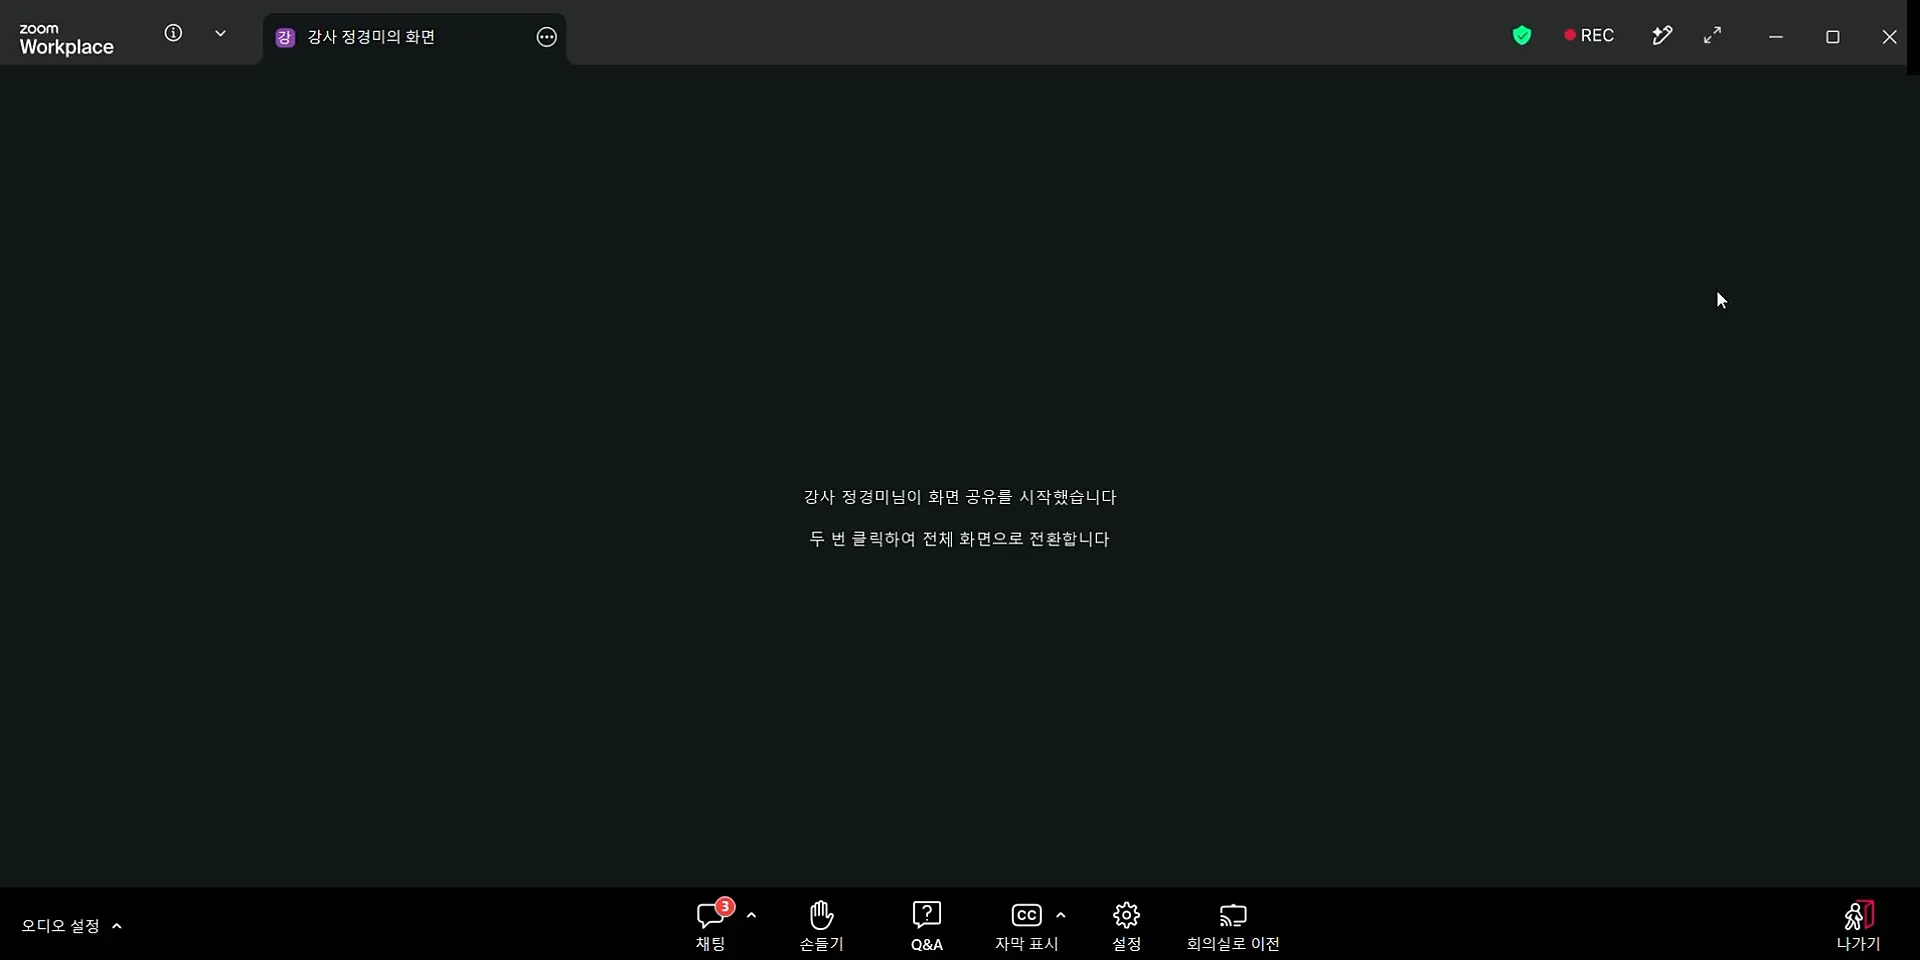 zoom
Workplace
강 강사 정경미의 화면
REC
강사 정경미님이 화면 공유를 시작했습니다
두 번 클릭하여 전체 화면으로 전환합니다
오디오 설정
3
채팅
손들기
Q&A
CC
자막 표시
설정
회의실로 이전
나가기